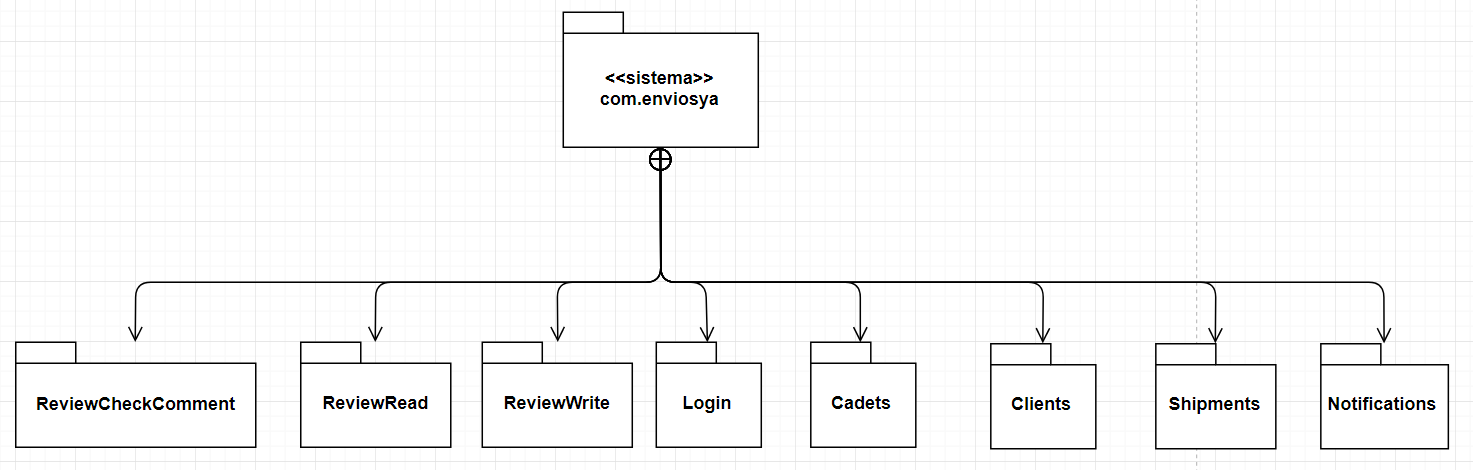 <<sistema>>
com.enviosya
ReviewCheckComment
ReviewRead
ReviewWrite
Login
Cadets
Clients
Shipments
Notifications